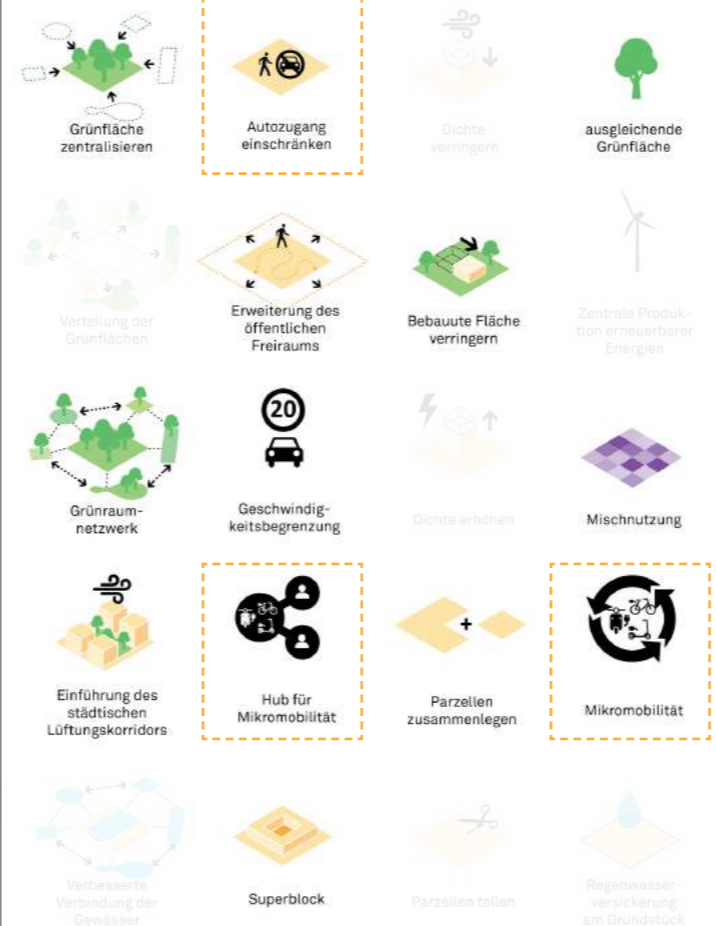 Grünfläche
zentralisieren
Autozugang
einschränken
Dichte
verringern
ausgleichende
Grünfläche
Verteilung der
Grünflächen
Erweiterung des
öffentlichen
Freiraums
Bebauute Fläche
verringern
Zentrale Produk-
tion erneuerbarer
Energien
Grünraum-
netzwerk
20
Geschwindig-
keitsbegrenzung
Dichte erhöhen
Mischnutzung
Einführung des
städtischen
Lüftungskorridors
Hub für
Mikromobilität
+
Parzellen
zusammenlegen
Mikromobilität
Verbesserte
Verbindung der
Gewässer
Superblock
Parzellen teilen
Regenwasser-
versickerung
am Grundstück